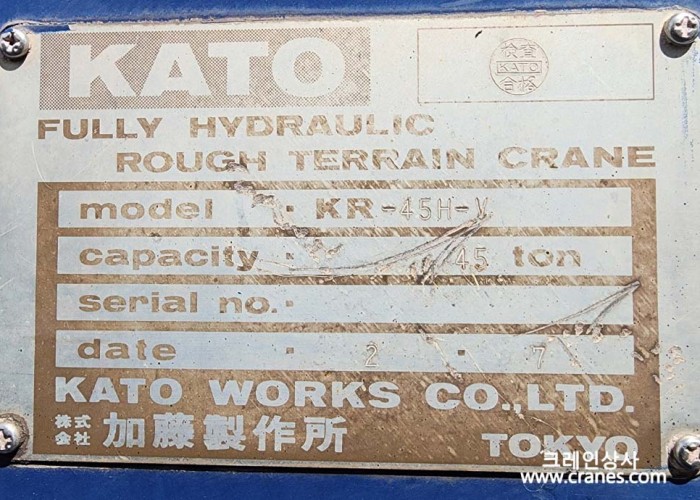 KATO
検査
KATO
合格
FULLY HYDRAULIC
ROUGH TERRAIN CRANE
model · KR-45H-V
capacity · 45 ton
serial no. ·
date · 2 · 7
KATO WORKS CO.,LTD.
株式会社 加藤製作所 TOKYO
크레인상사
www.cranes.com